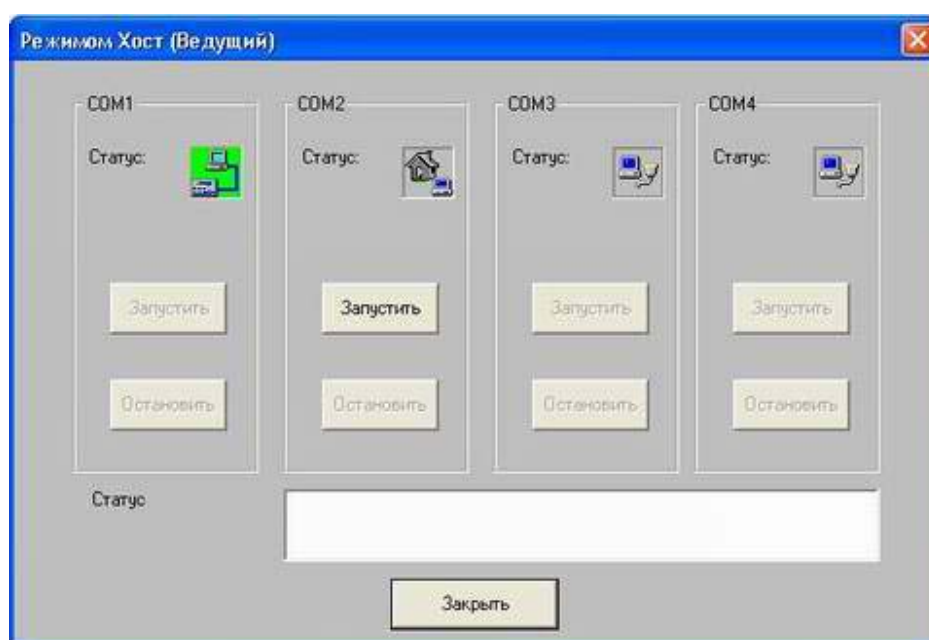 Режимом Хост (Ведущий)
COM1 COM2 COM3 COM4
Статус: Статус: Статус: Статус:
Запустить Запустить Запустить Запустить
Остановить Остановить Остановить Остановить
Статус
Закрыть